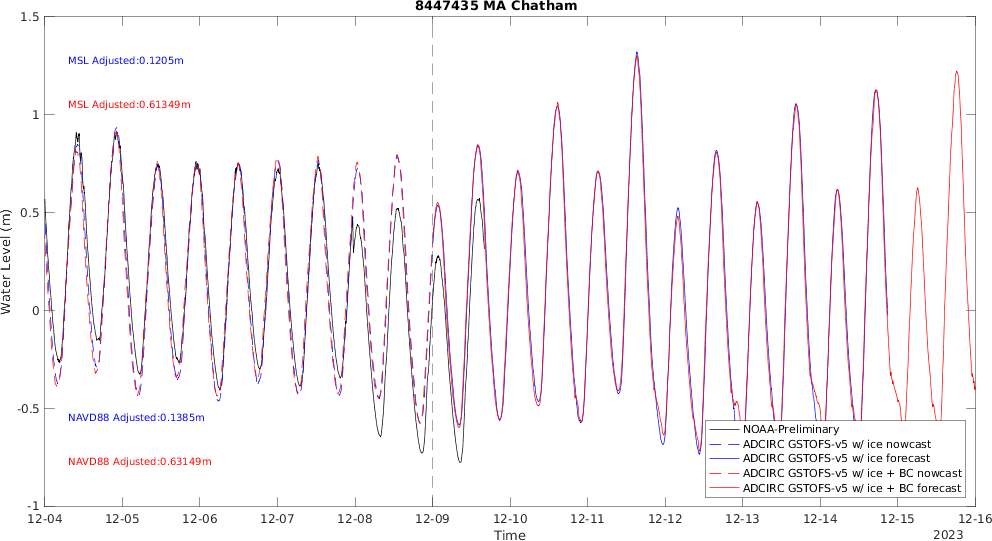 8447435 MA Chatham
1.5
1
0.5
0
-0.5
-1
Water Level (m)
MSL Adjusted:0.1205m
MSL Adjusted:0.61349m
NAVD88 Adjusted:0.1385m
NAVD88 Adjusted:0.63149m
NOAA-Preliminary
ADCIRC GSTOFS-v5 w/ ice nowcast
ADCIRC GSTOFS-v5 w/ ice forecast
ADCIRC GSTOFS-v5 w/ ice + BC nowcast
ADCIRC GSTOFS-v5 w/ ice + BC forecast
12-04 12-05 12-06 12-07 12-08 12-09 12-10 12-11 12-12 12-13 12-14 12-15 12-16
Time
2023